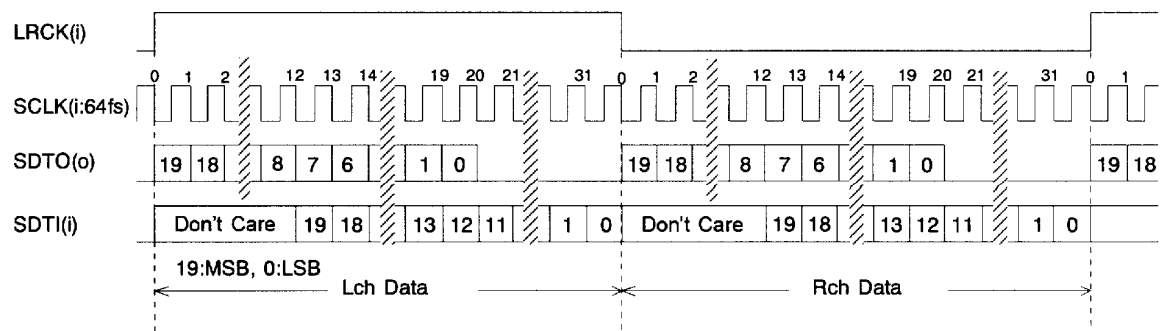 LRCK(i)
0 1 2 12 13 14 19 20 21 31 0 1 2 12 13 14 19 20 21 31 0 1
SCLK(i:64fs)
SDTO(o) 19 18 8 7 6 1 0 19 18 8 7 6 1 0 19 18
SDTI(i) Don't Care 19 18 13 12 11 1 0 Don't Care 19 18 13 12 11 1 0
19:MSB, 0:LSB
Lch Data Rch Data